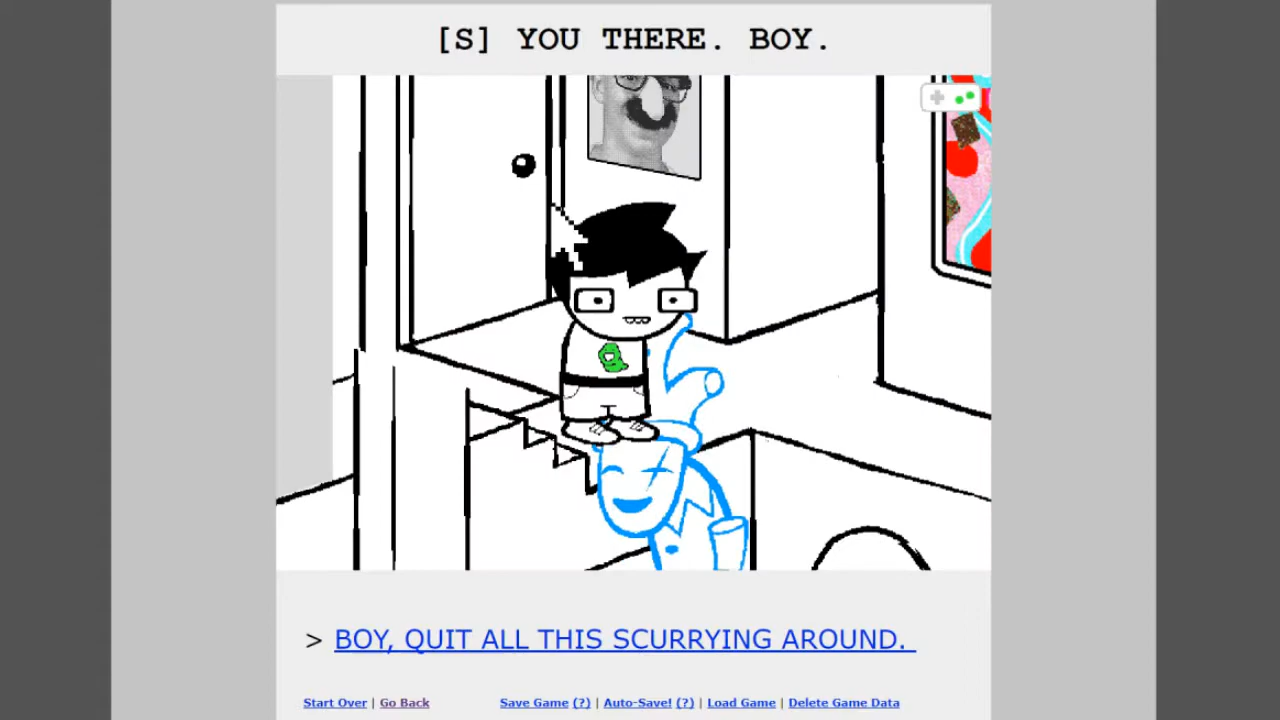 [S] YOU THERE. BOY.
> BOY, QUIT ALL THIS SCURRYING AROUND.
Start Over | Go Back Save Game (?) | Auto-Save! (?) | Load Game | Delete Game Data